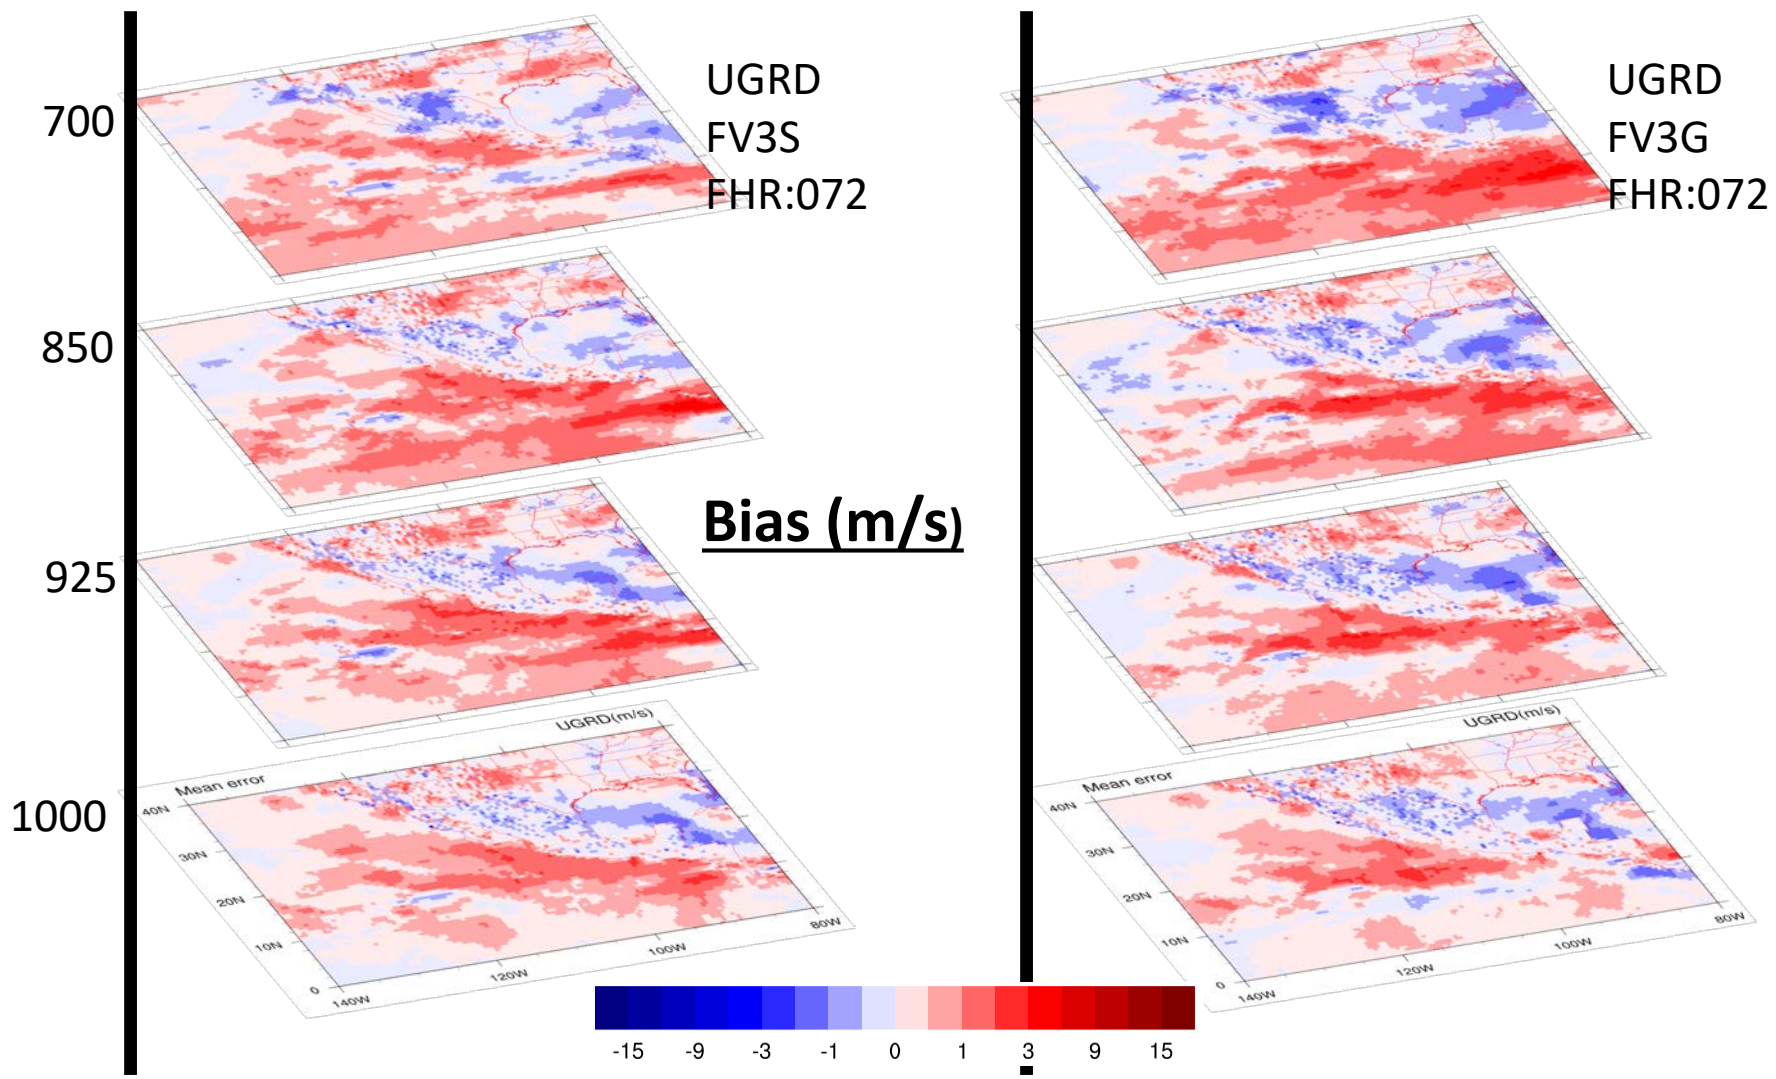 700
850
925
1000
UGRD
FV3S
FHR:072
UGRD
FV3G
FHR:072
Bias (m/s)
UGRD(m/s)
Mean error
40N
30N
20N
10N
0
140W
120W
100W
80W
UGRD(m/s)
Mean error
40N
30N
20N
10N
0
140W
120W
100W
80W
-15 -9 -3 -1 0 1 3 9 15